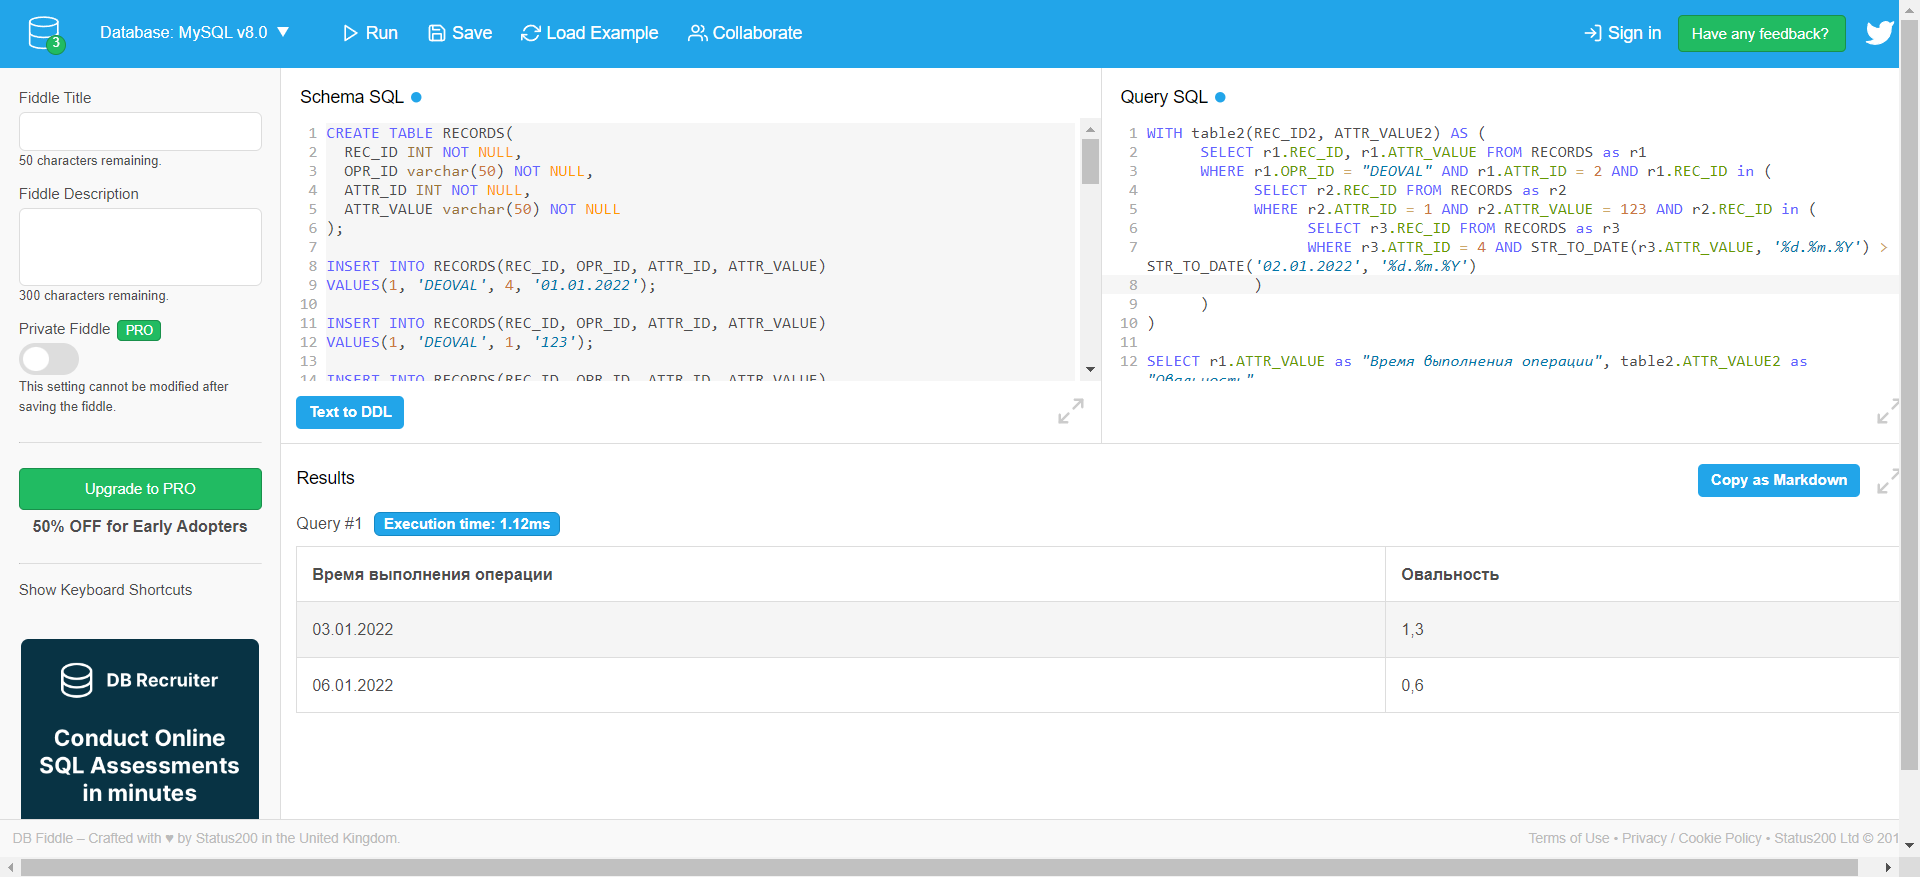 3
Database: MySQL v8.0 ▼
Run
Save
Load Example
Collaborate
Sign in
Have any feedback?
Fiddle Title
50 characters remaining.
Fiddle Description
300 characters remaining.
Private Fiddle PRO
This setting cannot be modified after
saving the fiddle.
Upgrade to PRO
50% OFF for Early Adopters
Show Keyboard Shortcuts
DB Recruiter
Conduct Online
SQL Assessments
in minutes
Schema SQL
1 CREATE TABLE RECORDS(
2 REC_ID INT NOT NULL,
3 OPR_ID varchar(50) NOT NULL,
4 ATTR_ID INT NOT NULL,
5 ATTR_VALUE varchar(50) NOT NULL
6 );
7
8 INSERT INTO RECORDS(REC_ID, OPR_ID, ATTR_ID, ATTR_VALUE)
9 VALUES(1, 'DEOVAL', 4, '01.01.2022');
10
11 INSERT INTO RECORDS(REC_ID, OPR_ID, ATTR_ID, ATTR_VALUE)
12 VALUES(1, 'DEOVAL', 1, '123');
13
14 INSERT INTO RECORDS(REC_ID, OPR_ID, ATTR_ID, ATTR_VALUE)
Text to DDL
Query SQL
1 WITH table2(REC_ID2, ATTR_VALUE2) AS (
2 SELECT r1.REC_ID, r1.ATTR_VALUE FROM RECORDS as r1
3 WHERE r1.OPR_ID = "DEOVAL" AND r1.ATTR_ID = 2 AND r1.REC_ID in (
4 SELECT r2.REC_ID FROM RECORDS as r2
5 WHERE r2.ATTR_ID = 1 AND r2.ATTR_VALUE = 123 AND r2.REC_ID in (
6 SELECT r3.REC_ID FROM RECORDS as r3
7 WHERE r3.ATTR_ID = 4 AND STR_TO_DATE(r3.ATTR_VALUE, '%d.%m.%Y') >
STR_TO_DATE('02.01.2022', '%d.%m.%Y')
8 )
9 )
10 )
11
12 SELECT r1.ATTR_VALUE as "Время выполнения операции", table2.ATTR_VALUE2 as
"Овальность"
Results
Copy as Markdown
Query #1 Execution time: 1.12ms
Время выполнения операции Овальность
03.01.2022 1,3
06.01.2022 0,6
DB Fiddle – Crafted with ♥ by Status200 in the United Kingdom.
Terms of Use • Privacy / Cookie Policy • Status200 Ltd © 201